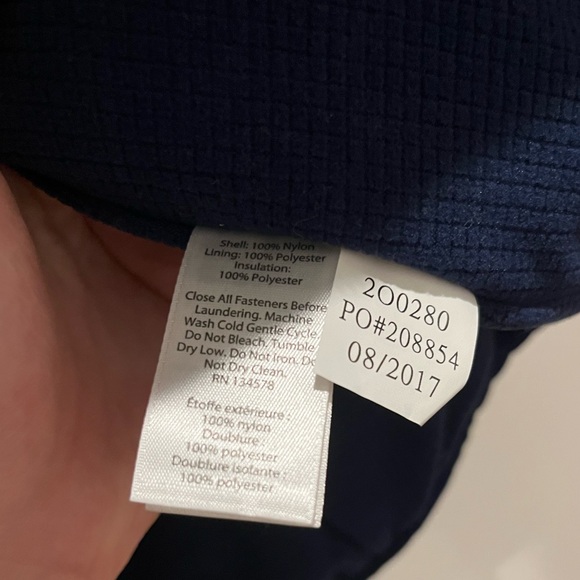 Shell: 100% Nylon
Lining: 100% Polyester
Insulation:
100% Polyester
Close All Fasteners Before
Laundering. Machine
Wash Cold Gentle Cycle.
Do Not Bleach. Tumble
Dry Low. Do Not Iron. Do
Not Dry Clean.
RN 134578
Étoffe extérieure :
100% nylon
Doublure :
100% polyester
Doublure isolante :
100% polyester
2O0280
PO#208854
08/2017